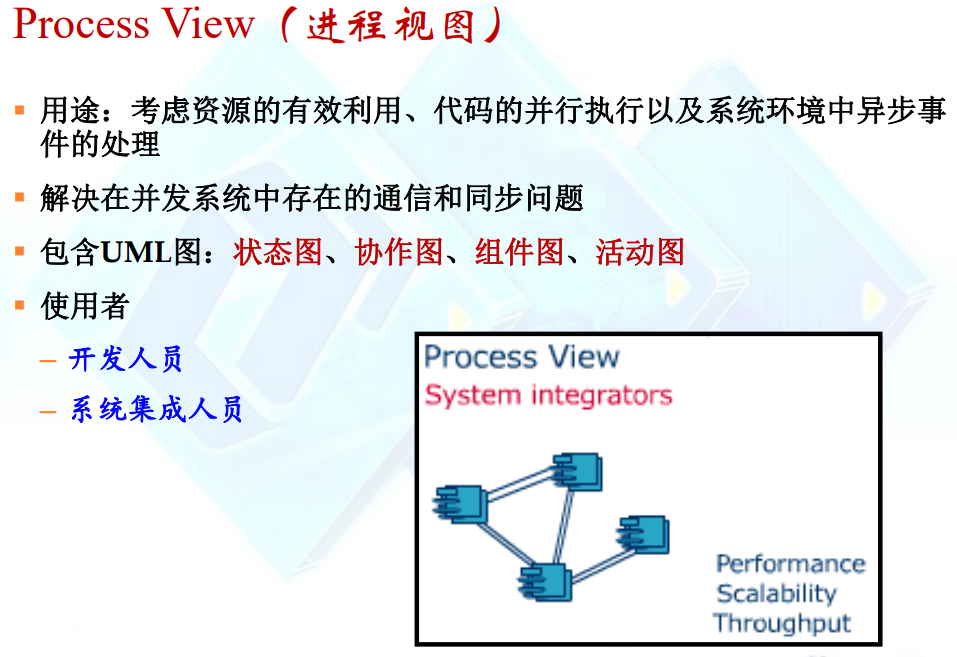 Process View（进程视图）
用途：考虑资源的有效利用、代码的并行执行以及系统环境中异步事
件的处理
解决在并发系统中存在的通信和同步问题
包含UML图：状态图、协作图、组件图、活动图
使用者
– 开发人员
– 系统集成人员
Process View
System integrators
Performance
Scalability
Throughput